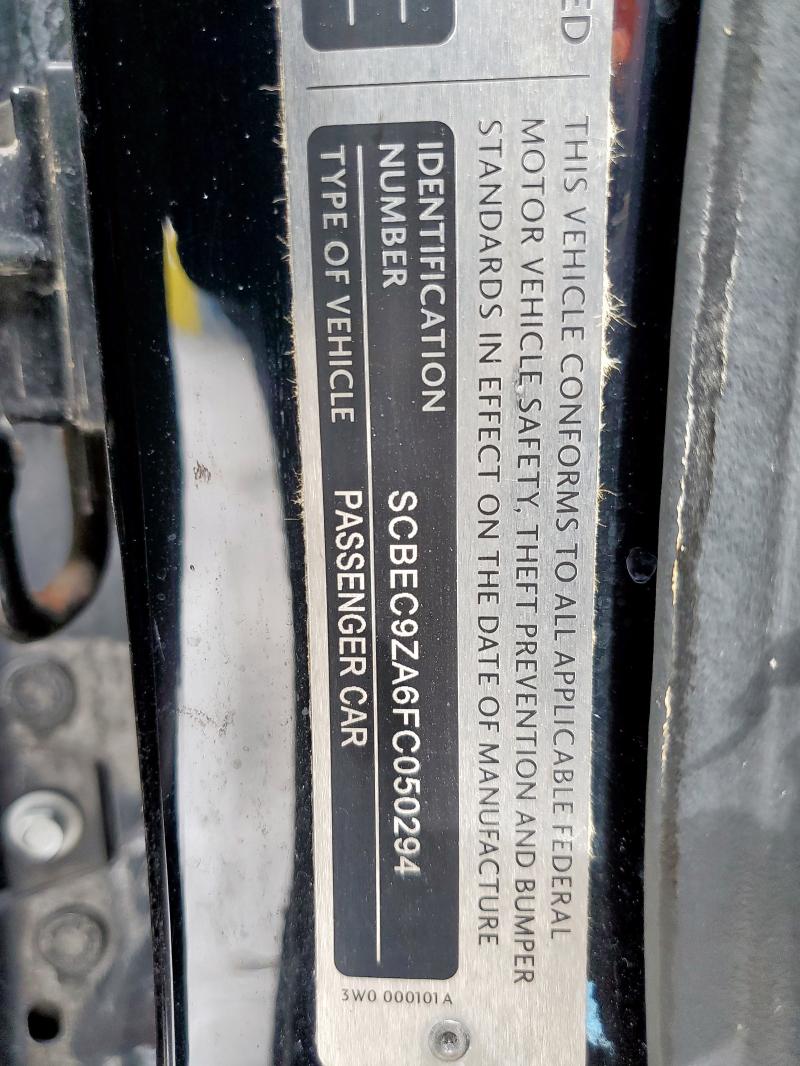 ED
THIS VEHICLE CONFORMS TO ALL APPLICABLE FEDERAL
MOTOR VEHICLE SAFETY, THEFT PREVENTION AND BUMPER
STANDARDS IN EFFECT ON THE DATE OF MANUFACTURE
IDENTIFICATION
NUMBER SCBEC9ZA6FC050294
TYPE OF VEHICLE PASSENGER CAR
3W0 000101 A